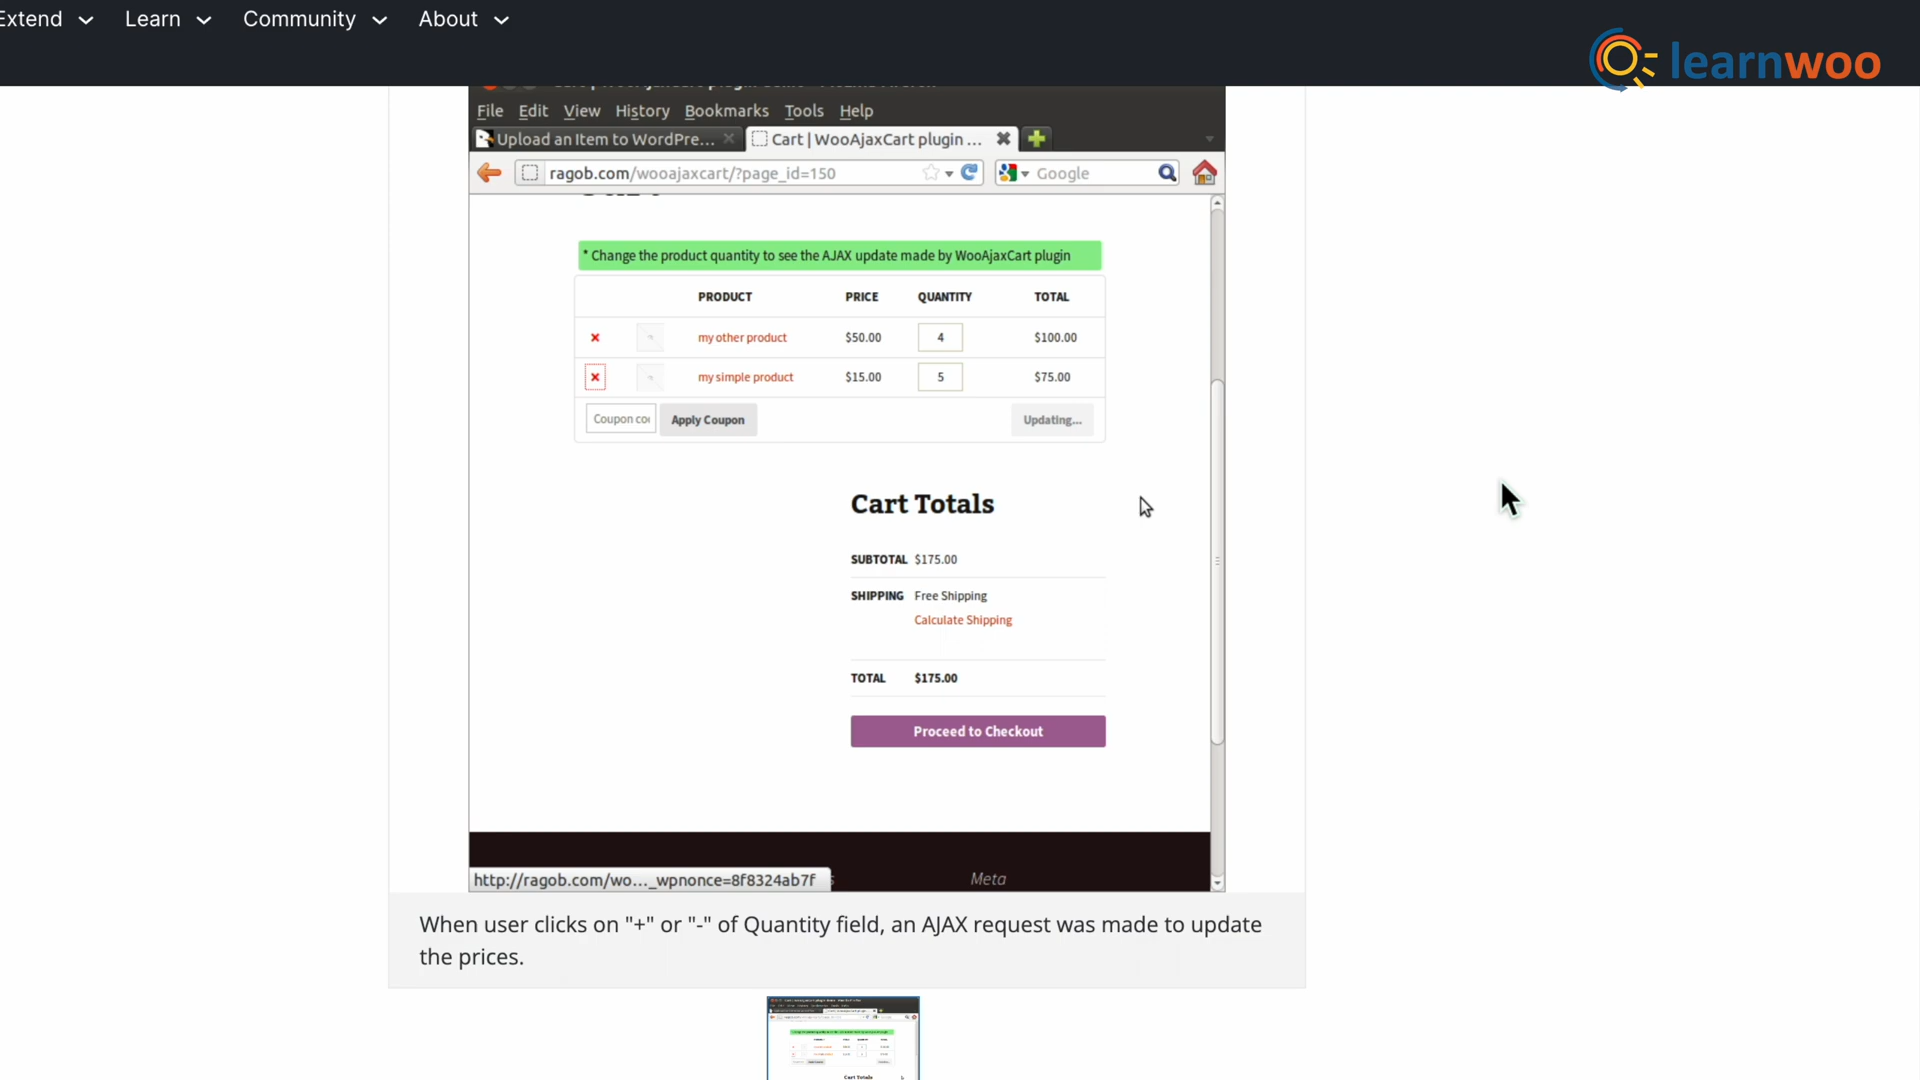 Extend Learn Community About
learnwoo
File Edit View History Bookmarks Tools Help
Upload an Item to WordPre... Cart | WooAjaxCart plugin ...
ragob.com/wooajaxcart/?page_id=150 Google
* Change the product quantity to see the AJAX update made by WooAjaxCart plugin
PRODUCT PRICE QUANTITY TOTAL
my other product $50.00 4 $100.00
my simple product $15.00 5 $75.00
Apply Coupon Updating...
Cart Totals
SUBTOTAL $175.00
SHIPPING Free Shipping
Calculate Shipping
TOTAL $175.00
Proceed to Checkout
http://ragob.com/wo..._wpnonce=8f8324ab7f Meta
When user clicks on "+" or "-" of Quantity field, an AJAX request was made to update
the prices.
Cart Totals